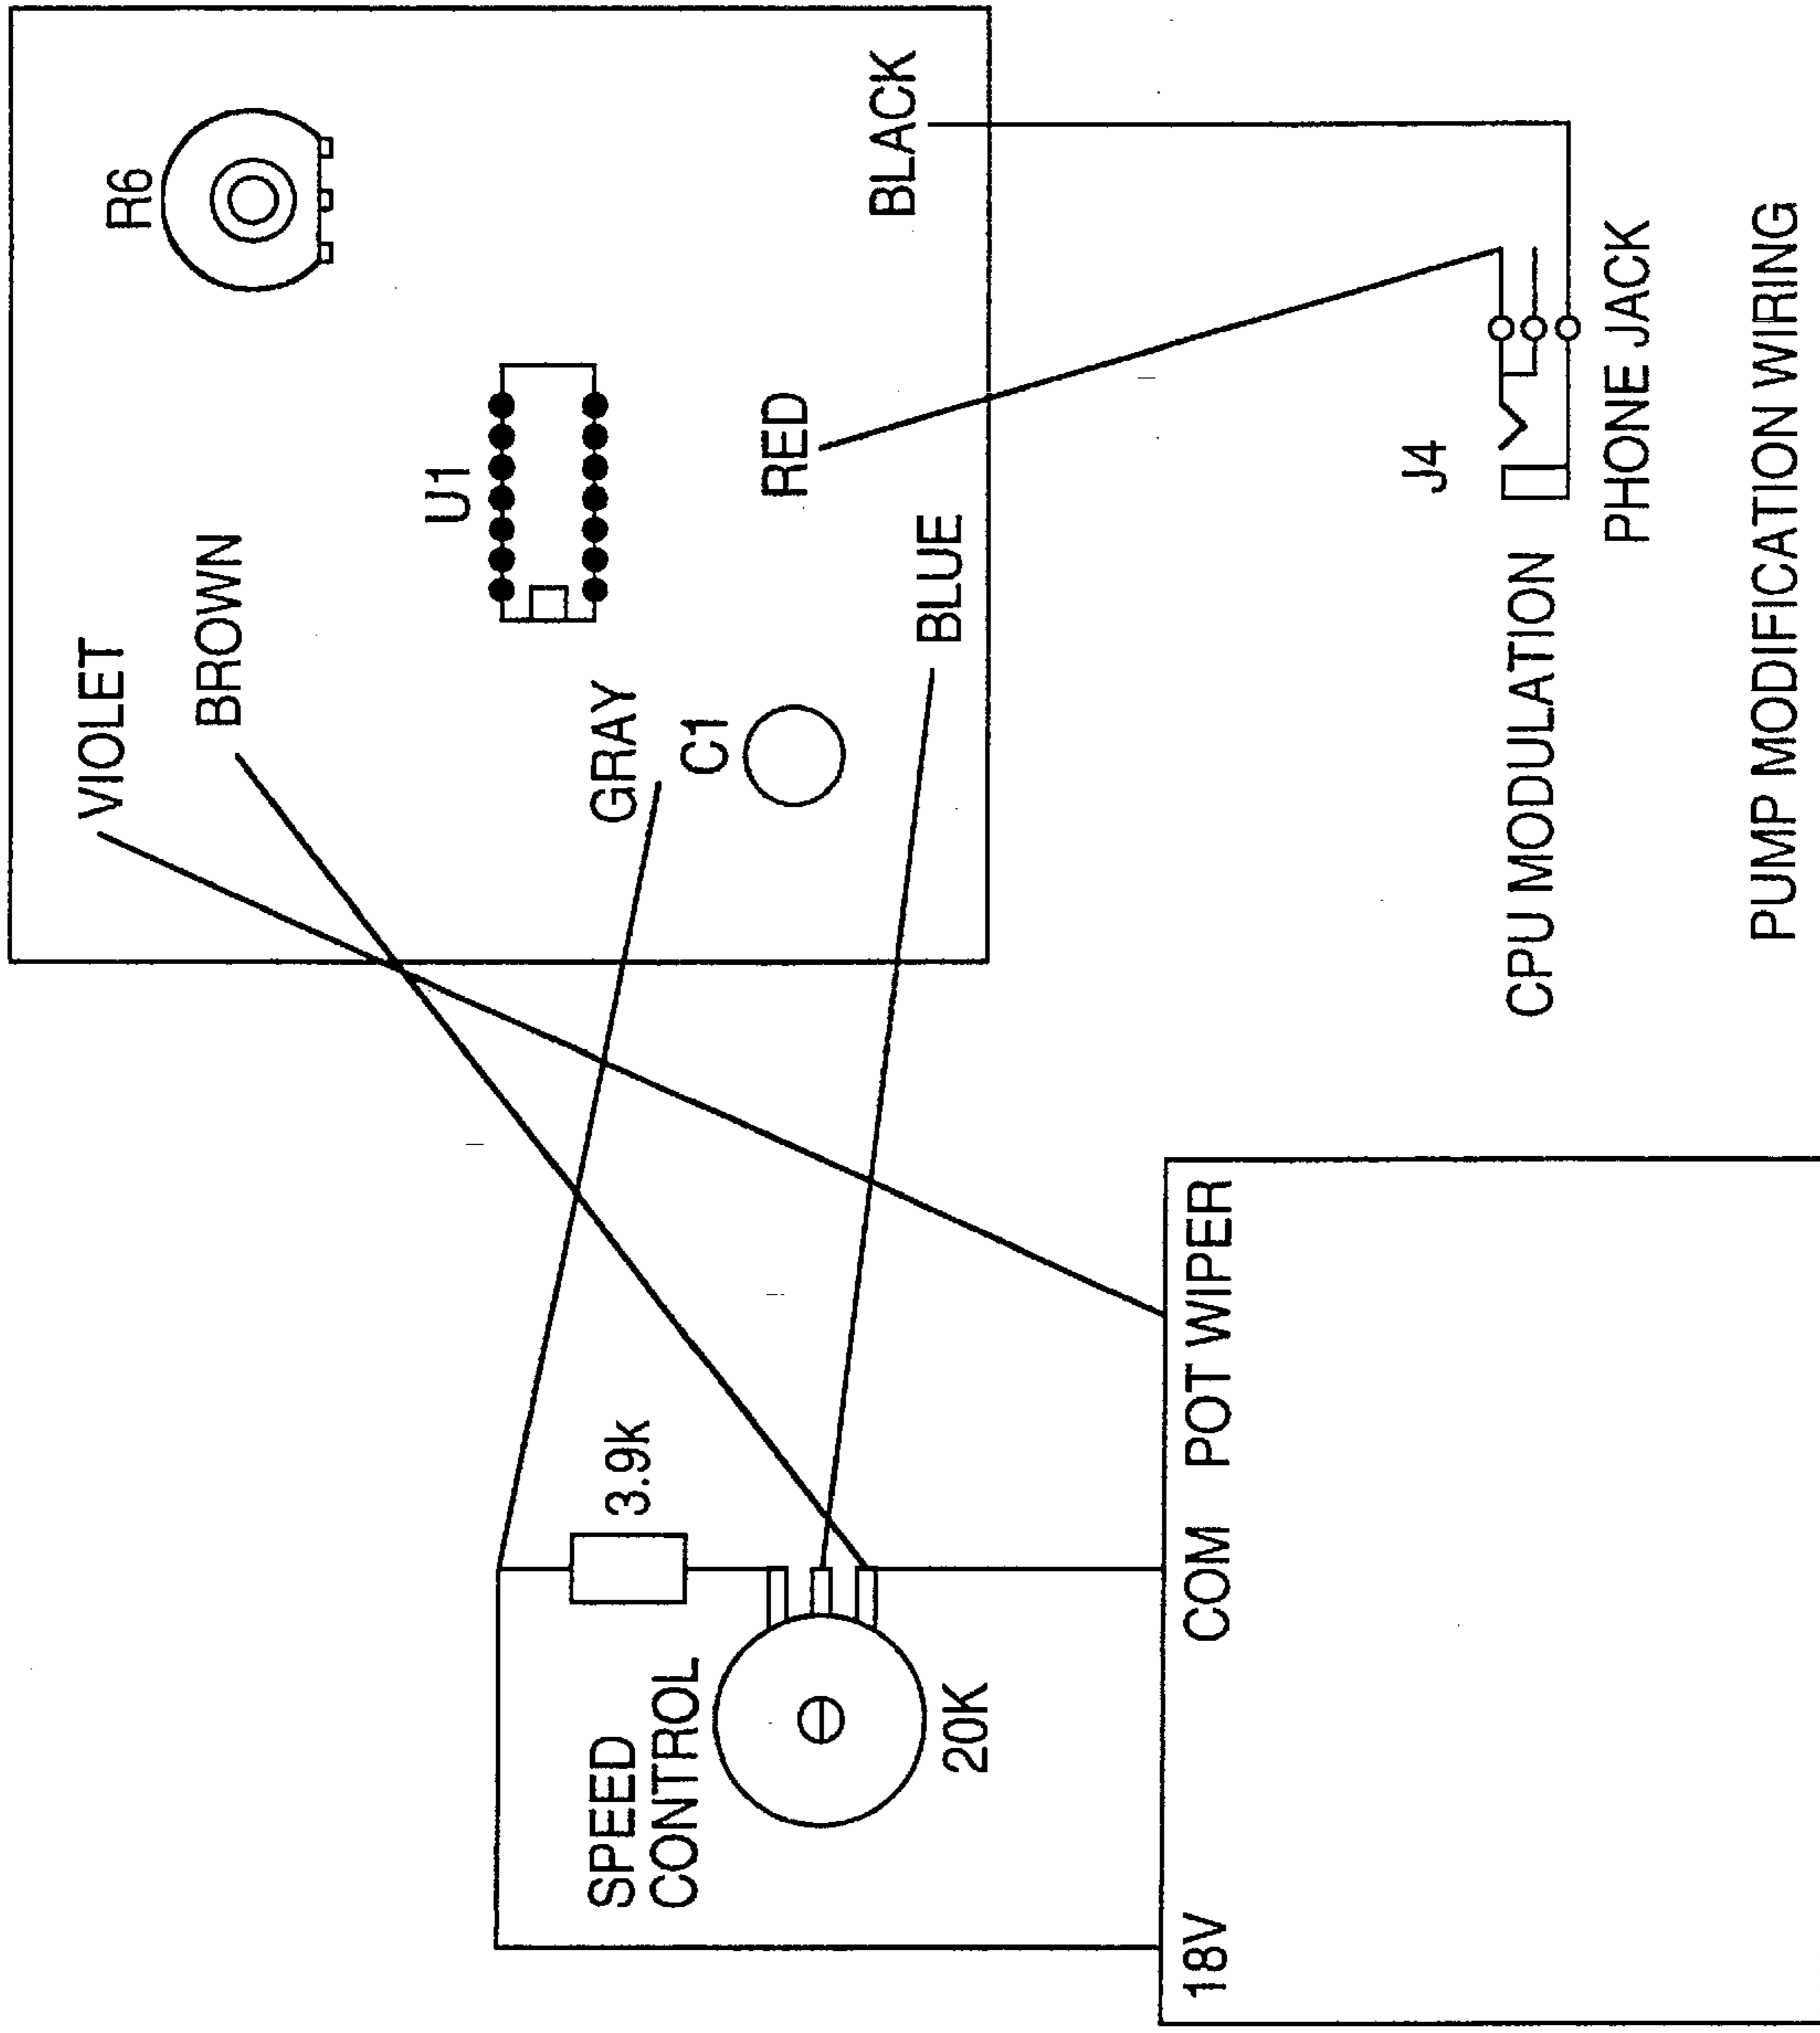 VIOLET
BROWN
R6
U1
GRAY
C1
RED
BLUE
BLACK
SPEED
CONTROL
3.9k
20K
18V
COM
POT WIPER
J4
CPU MODULATION
PHONE JACK
PUMP MODIFICATION WIRING